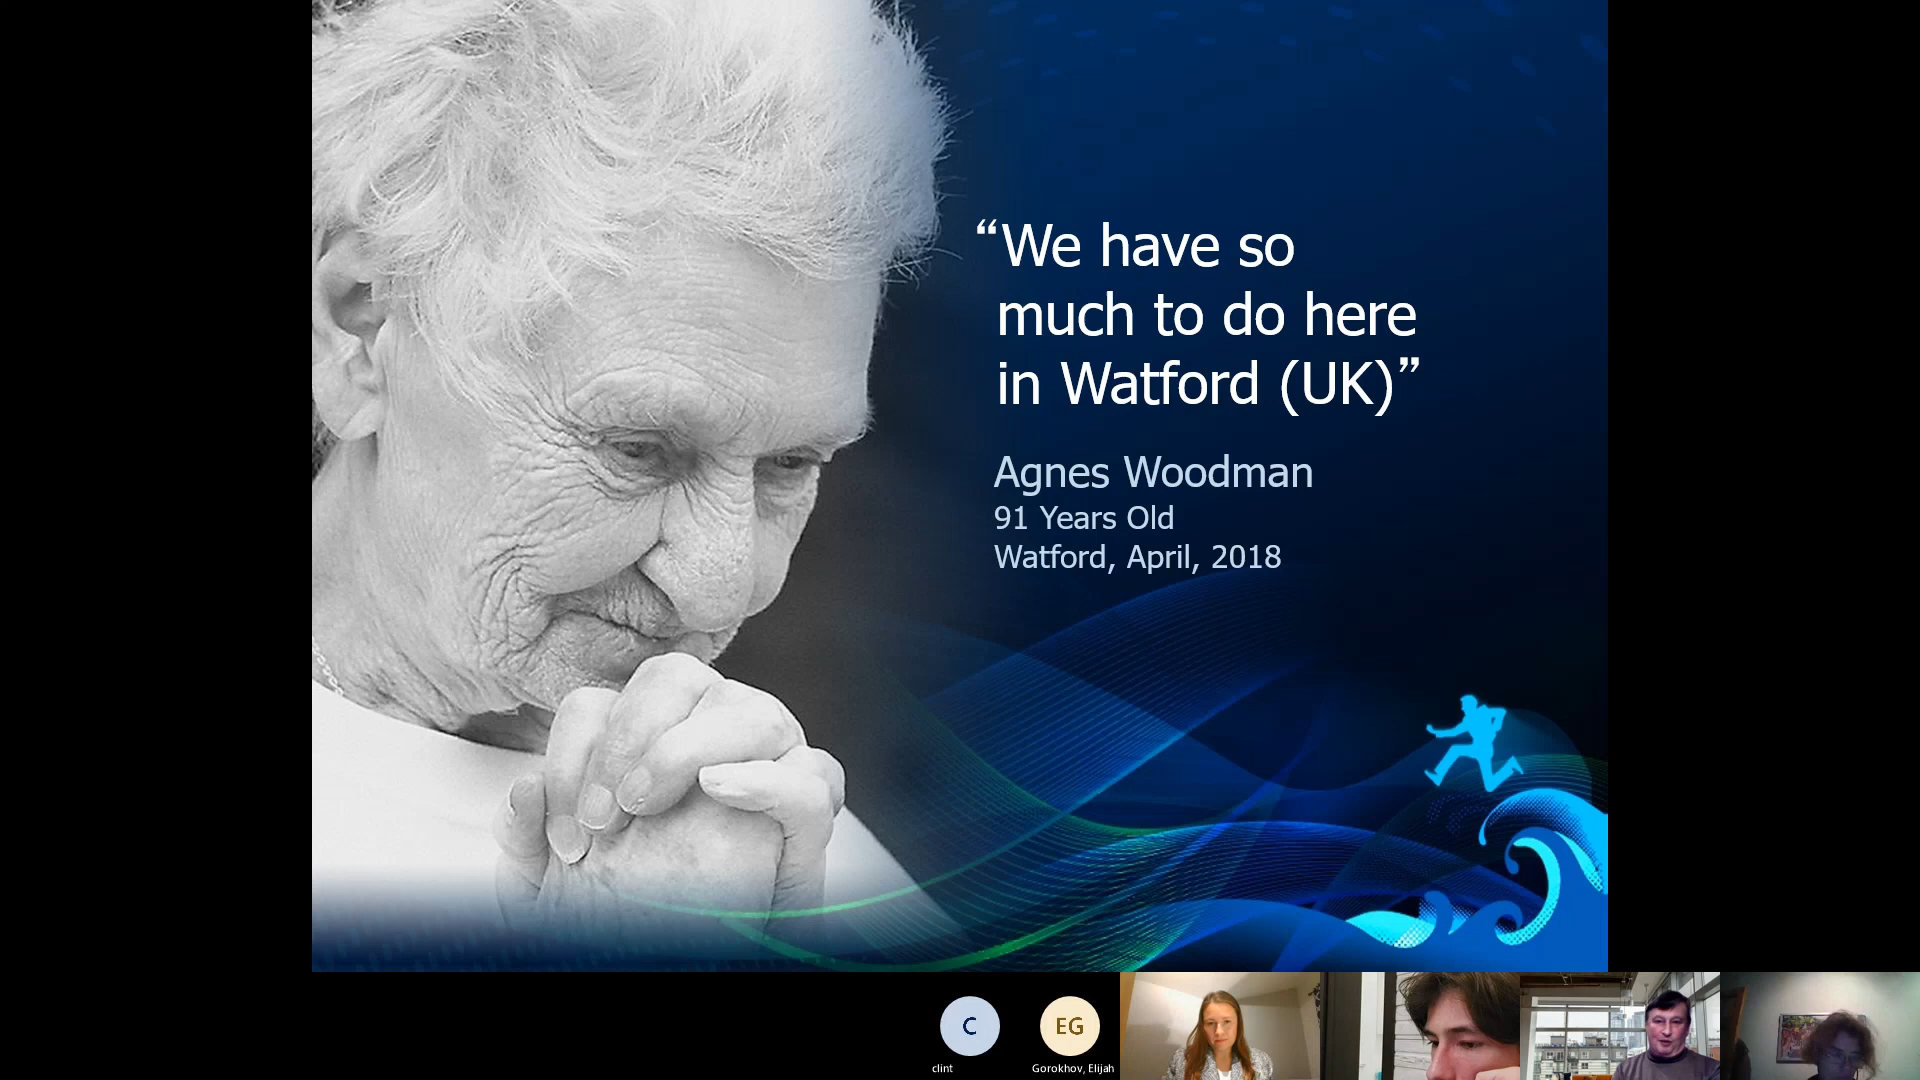 “We have so
much to do here
in Watford (UK)”
Agnes Woodman
91 Years Old
Watford, April, 2018
C
EG
clint
Gorokhov, Elijah